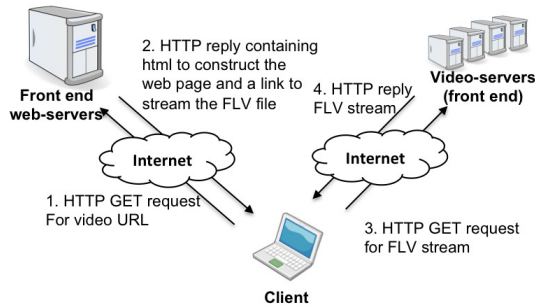 2. HTTP reply containing
html to construct the
web page and a link to
stream the FLV file
Front end
web-servers
4. HTTP reply
FLV stream
Video-servers
(front end)
Internet
Internet
1. HTTP GET request
For video URL
3. HTTP GET request
for FLV stream
Client